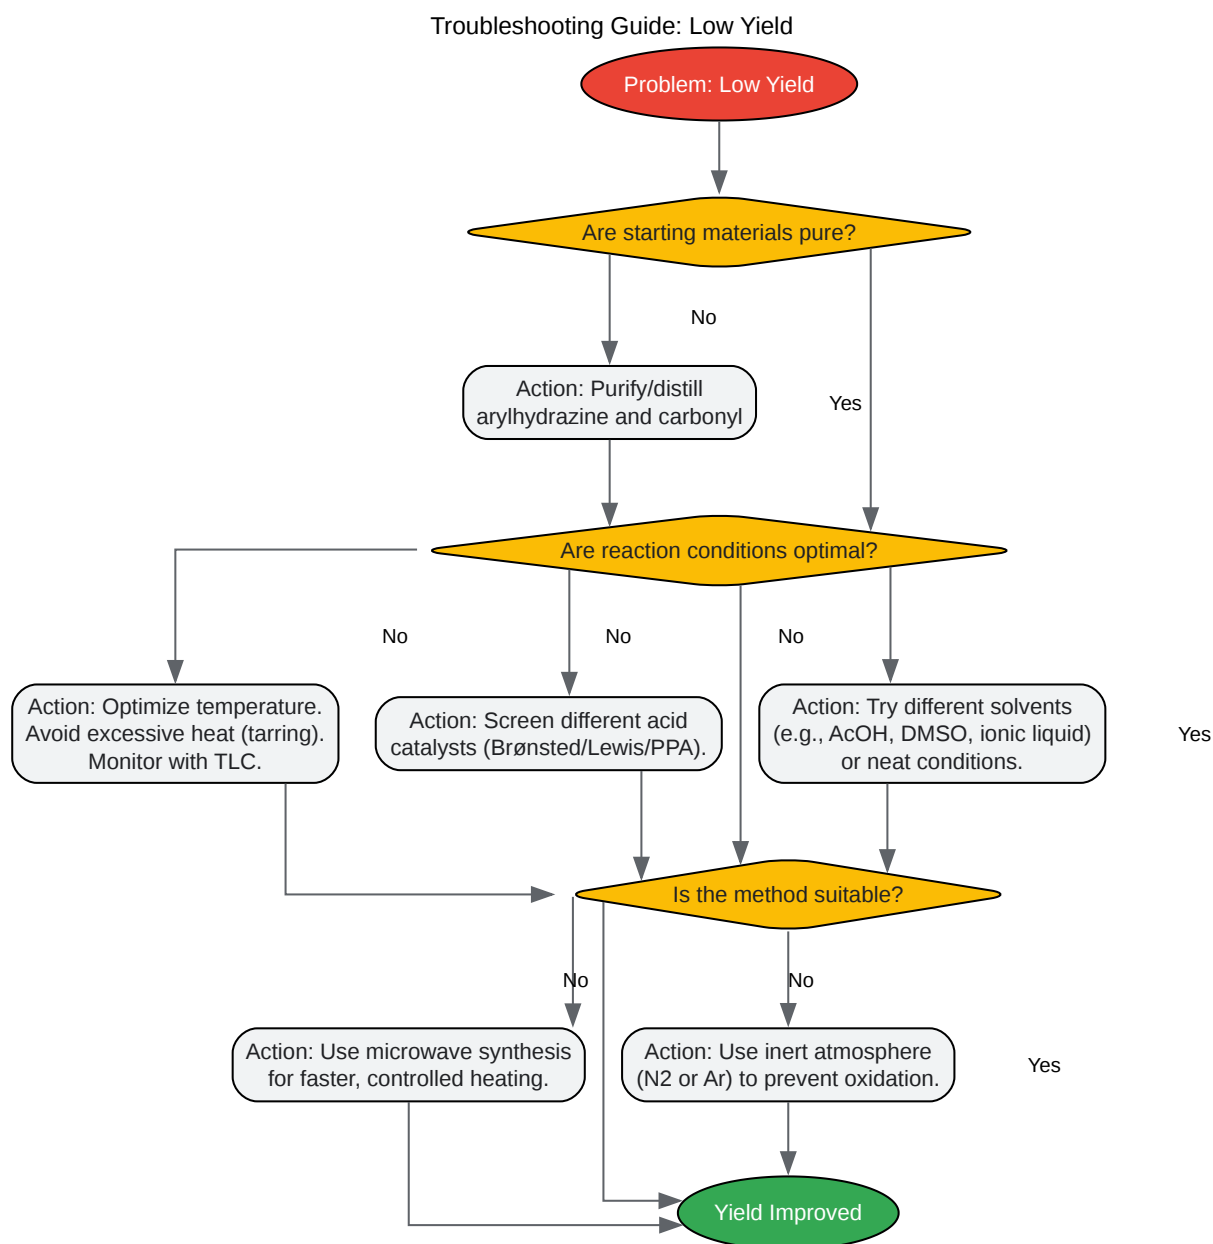 Troubleshooting Guide: Low Yield
Problem: Low Yield
Are starting materials pure?
No
Action: Purify/distill
arylhydrazine and carbonyl
Yes
Are reaction conditions optimal?
No
No
No
Action: Optimize temperature.
Avoid excessive heat (tarring).
Monitor with TLC.
Action: Screen different acid
catalysts (Brønsted/Lewis/PPA).
Action: Try different solvents
(e.g., AcOH, DMSO, ionic liquid)
or neat conditions.
Yes
Is the method suitable?
No
No
Action: Use microwave synthesis
for faster, controlled heating.
Action: Use inert atmosphere
(N2 or Ar) to prevent oxidation.
Yes
Yield Improved